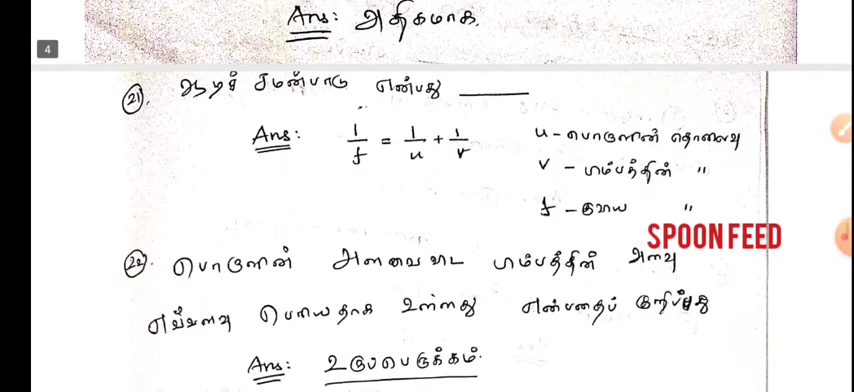 Ans: அதிகமாக.
4
21. ஆடிச் சமன்பாடு என்பது ______
Ans: 1/f = 1/u + 1/v
u - பொருளின் தொலைவு
v - பிம்பத்தின் "
f - குவிய "
SPOON FEED
22. பொருளின் அளவை விட பிம்பத்தின் அளவு
எவ்வளவு பெரியதாக உள்ளது என்பதைப் குறிப்பது
Ans: உருப்பெருக்கம்.